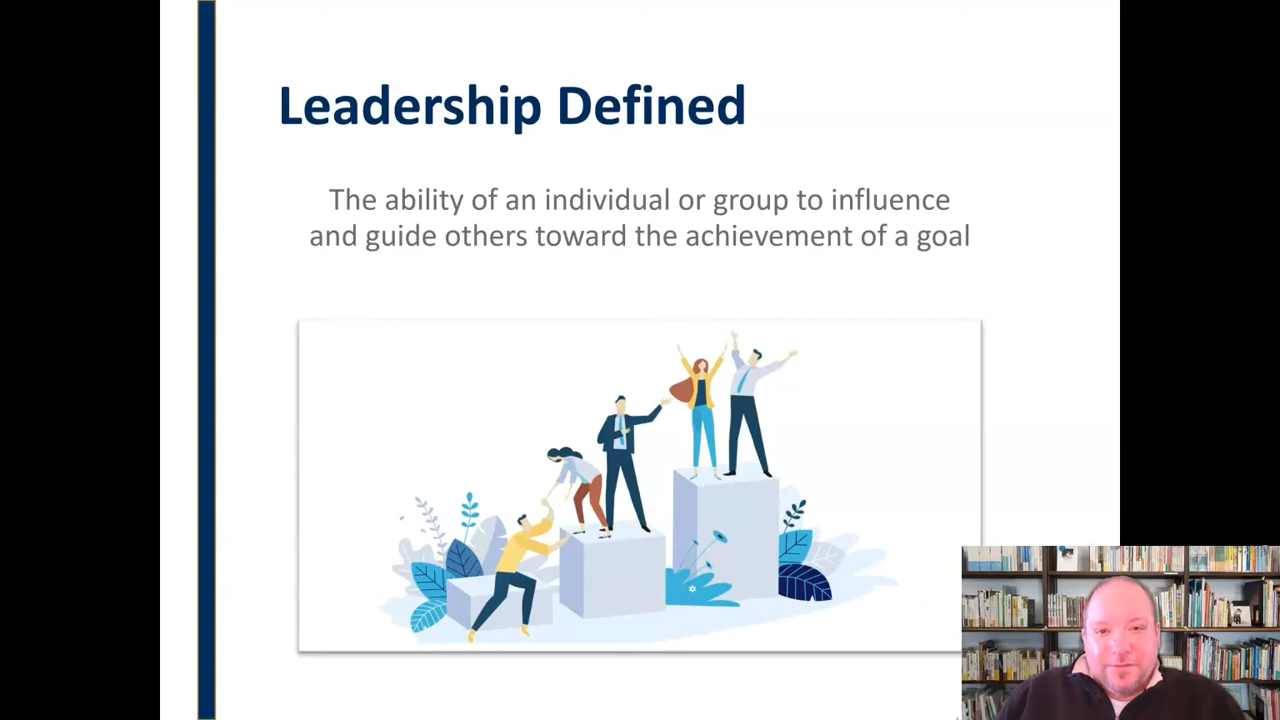 Leadership Defined
The ability of an individual or group to influence
and guide others toward the achievement of a goal